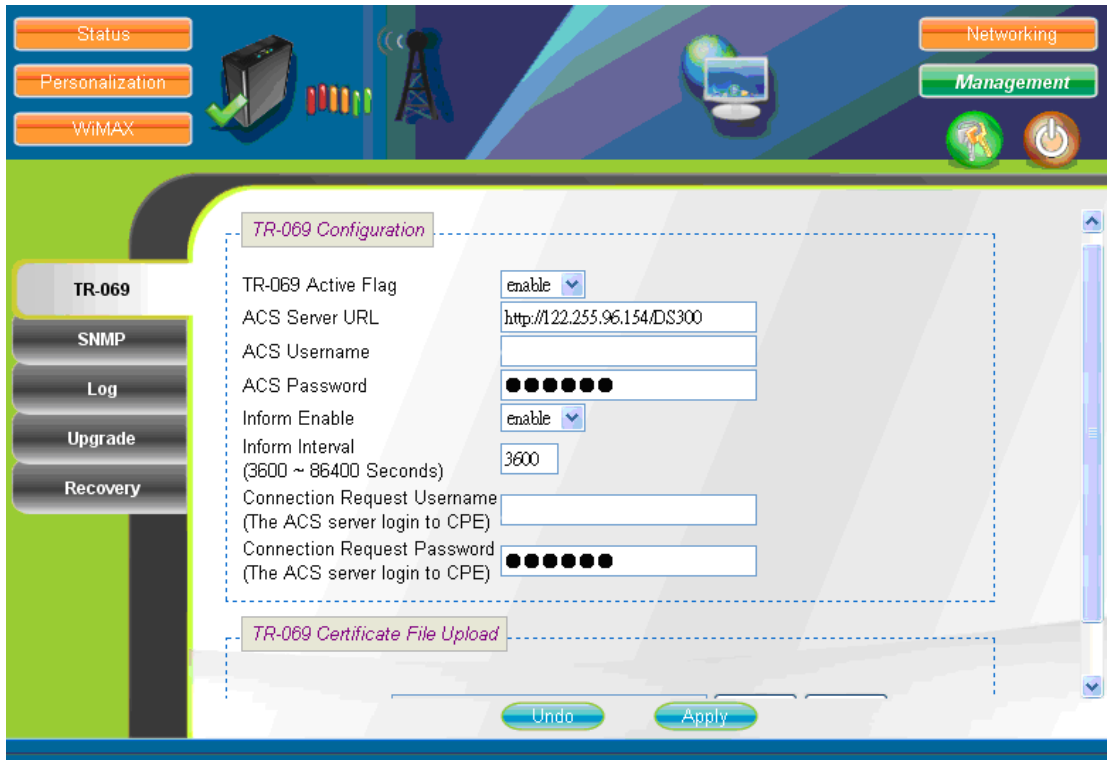 Status
Personalization
WiMAX
Networking
Management
TR-069
SNMP
Log
Upgrade
Recovery
TR-069 Configuration
TR-069 Active Flag enable
ACS Server URL http://122.255.96.154/DS300
ACS Username
ACS Password ●●●●●●
Inform Enable enable
Inform Interval
(3600 ~ 86400 Seconds) 3600
Connection Request Username
(The ACS server login to CPE)
Connection Request Password
(The ACS server login to CPE) ●●●●●●
TR-069 Certificate File Upload
Undo Apply